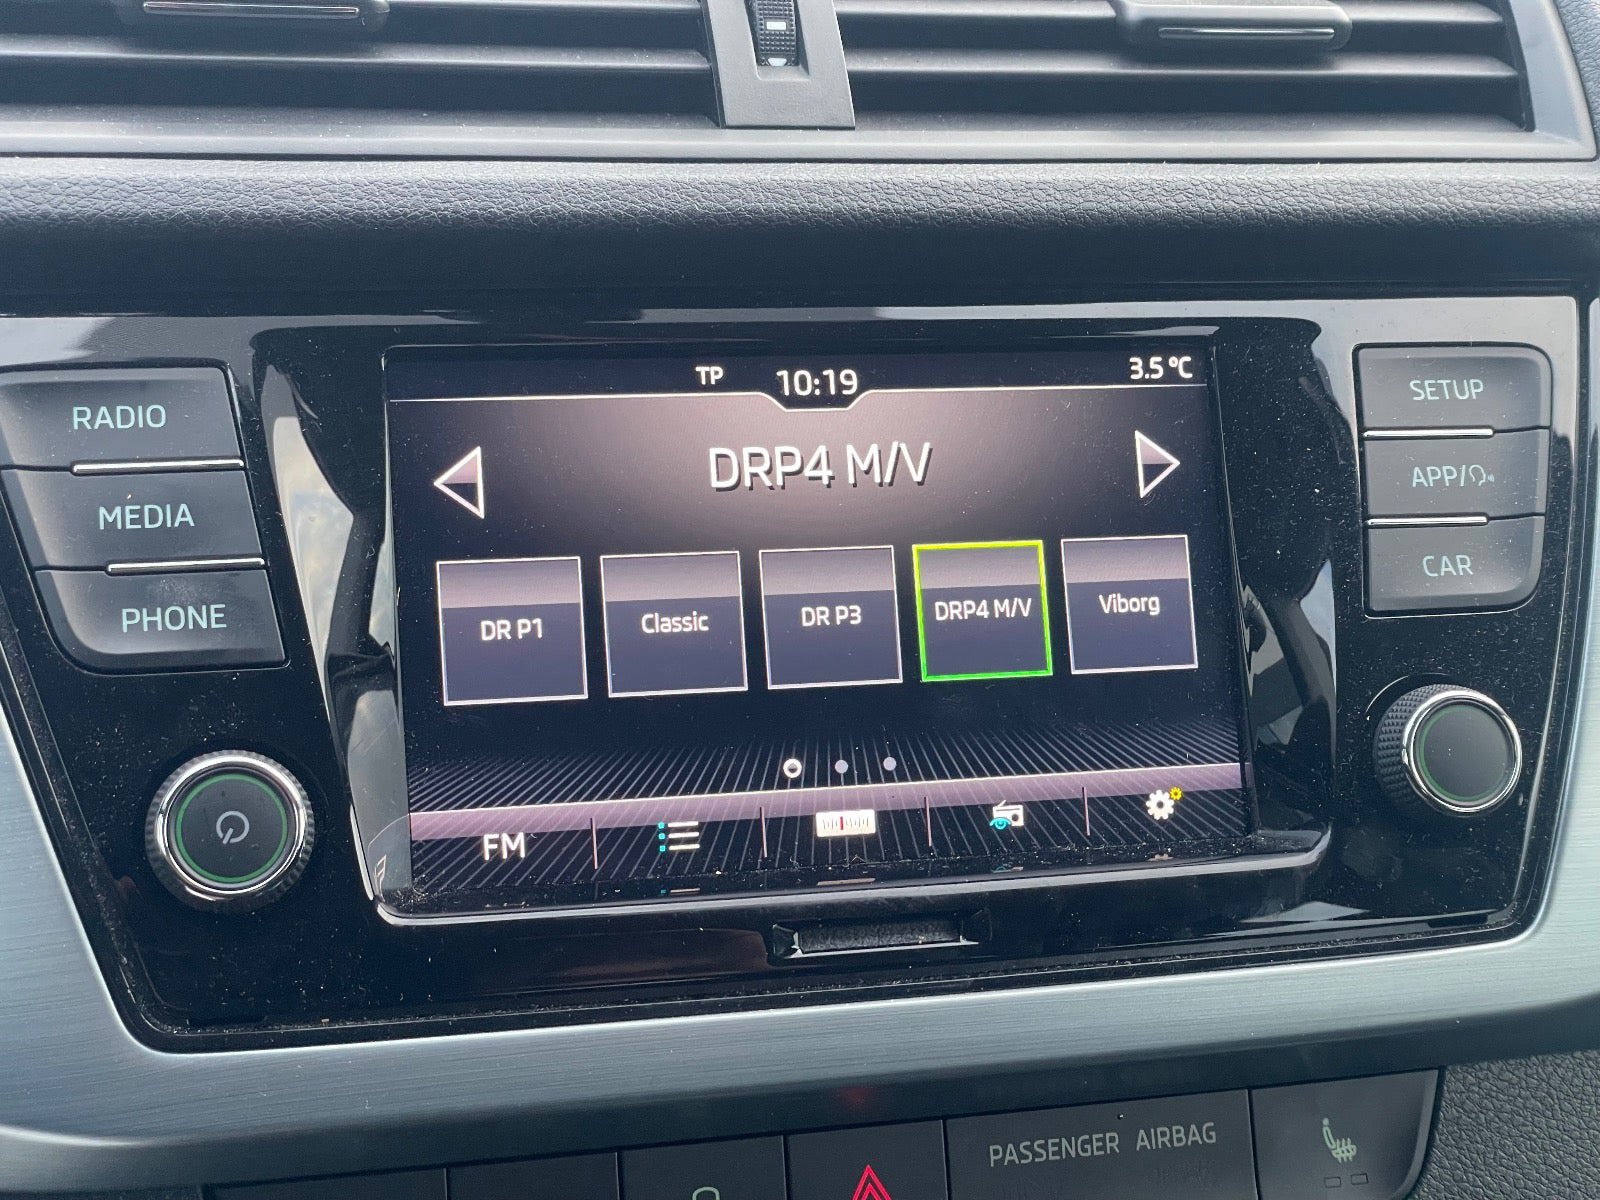 TP
10:19
3.5 °C
RADIO
SETUP
DRP4 M/V
APP/
MEDIA
CAR
PHONE
DR P1
Classic
DR P3
DRP4 M/V
Viborg
FM
PASSENGER AIRBAG